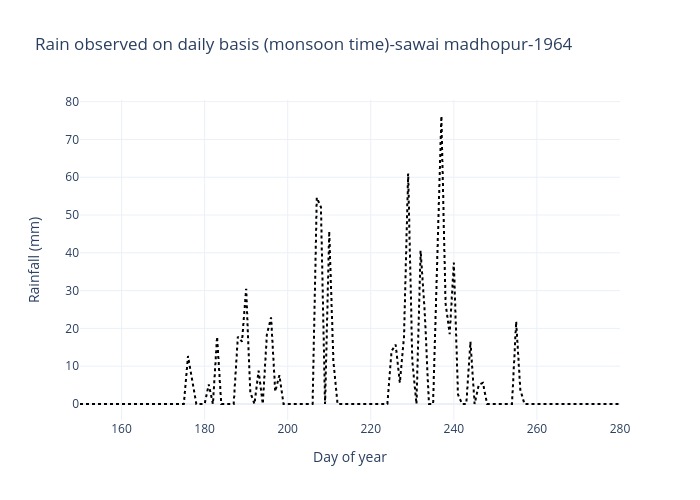 Rain observed on daily basis (monsoon time)-sawai madhopur-1964
80
70
60
50
40
30
20
10
0
Rainfall (mm)
160 180 200 220 240 260 280
Day of year